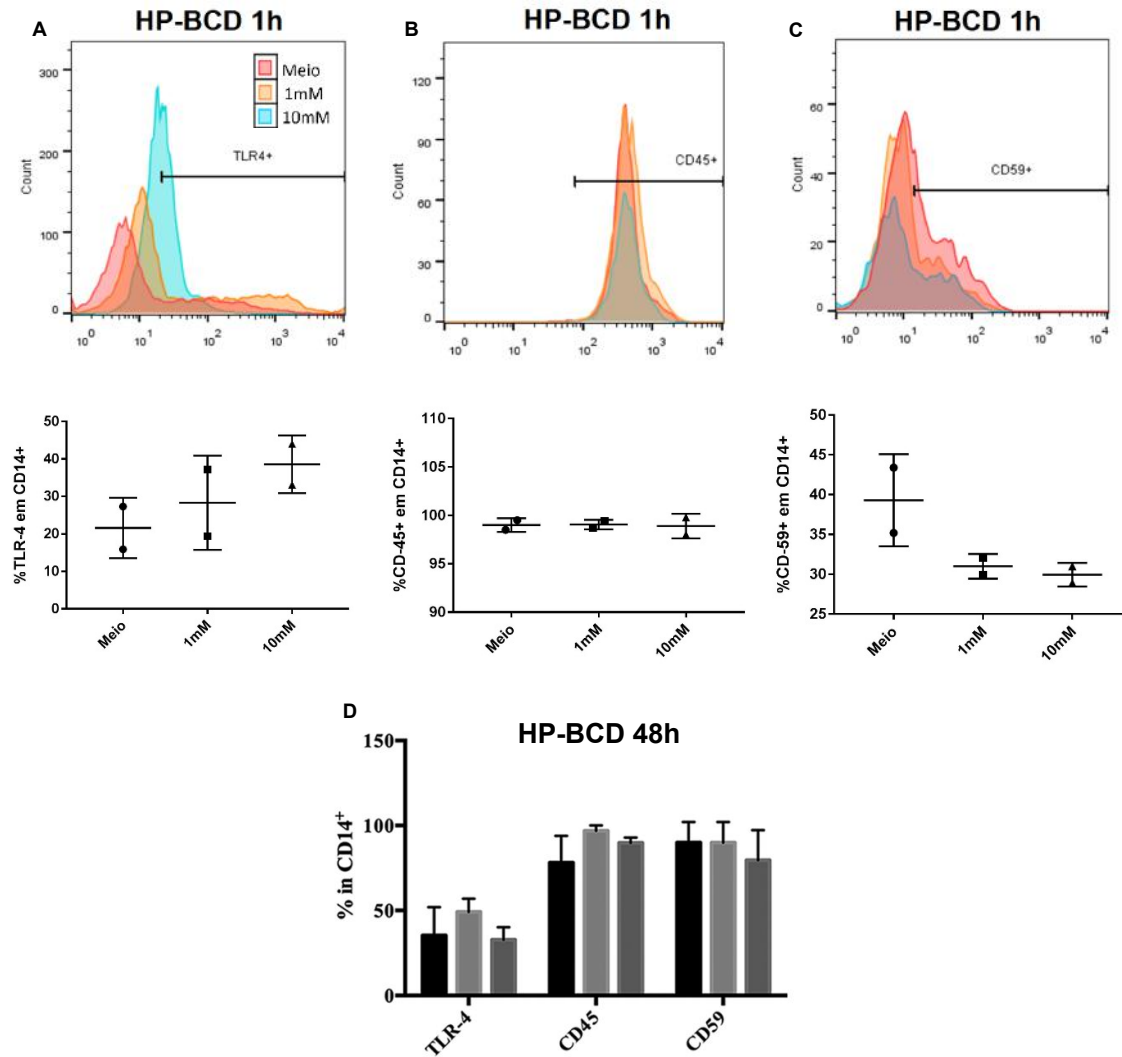 A
HP-BCD 1h
Count
300
200
100
0
Meio
1mM
10mM
TLR4+
10^0 10^1 10^2 10^3 10^4
B
HP-BCD 1h
Count
120
90
60
30
0
CD45+
10^0 10^1 10^2 10^3 10^4
C
HP-BCD 1h
Count
60
40
20
0
CD59+
10^0 10^1 10^2 10^3 10^4
%TLR-4 em CD14+
50
40
30
20
10
0
Meio 1mM 10mM
%CD-45+ em CD14+
110
105
100
95
90
Meio 1mM 10mM
%CD-59+ em CD14+
50
45
40
35
30
25
Meio 1mM 10mM
D
HP-BCD 48h
% in CD14+
150
100
50
0
TLR-4 CD45 CD59